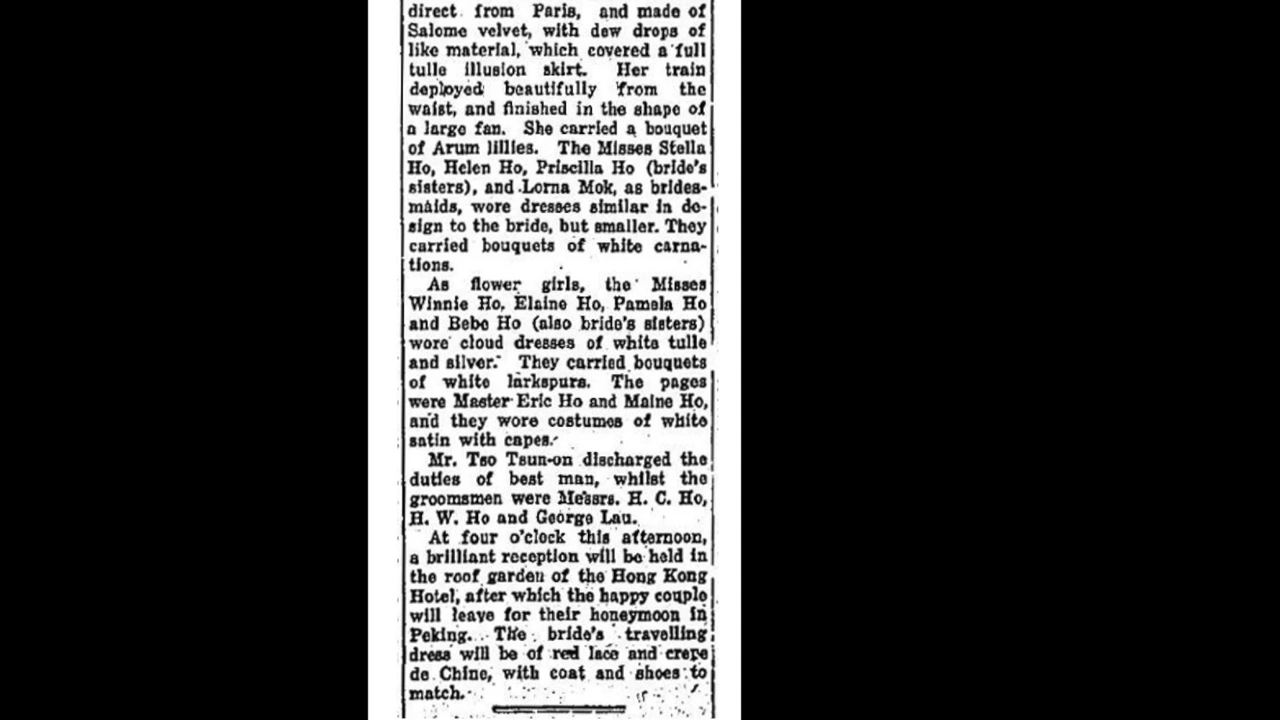 direct from Paris, and made of
Salome velvet, with dew drops of
like material, which covered a full
tulle illusion skirt. Her train
deployed beautifully from the
waist, and finished in the shape of
a large fan. She carried a bouquet
of Arum lillies. The Misses Stella
Ho, Helen Ho, Priscilla Ho (bride's
sisters), and Lorna Mok, as brides-
maids, wore dresses similar in de-
sign to the bride, but smaller. They
carried bouquets of white carna-
tions.
As flower girls, the Misses
Winnie Ho, Elaine Ho, Pamela Ho
and Bebe Ho (also bride's sisters)
wore cloud dresses of white tulle
and silver. They carried bouquets
of white larkspurs. The pages
were Master Eric Ho and Maine Ho,
and they wore costumes of white
satin with capes.
Mr. Tso Tsun-on discharged the
duties of best man, whilst the
groomsmen were Messrs. H. C. Ho,
H. W. Ho and George Lau.
At four o'clock this afternoon,
a brilliant reception will be held in
the roof garden of the Hong Kong
Hotel, after which the happy couple
will leave for their honeymoon in
Peking. The bride's travelling
dress will be of red lace and crepe
de Chine, with coat and shoes to
match.